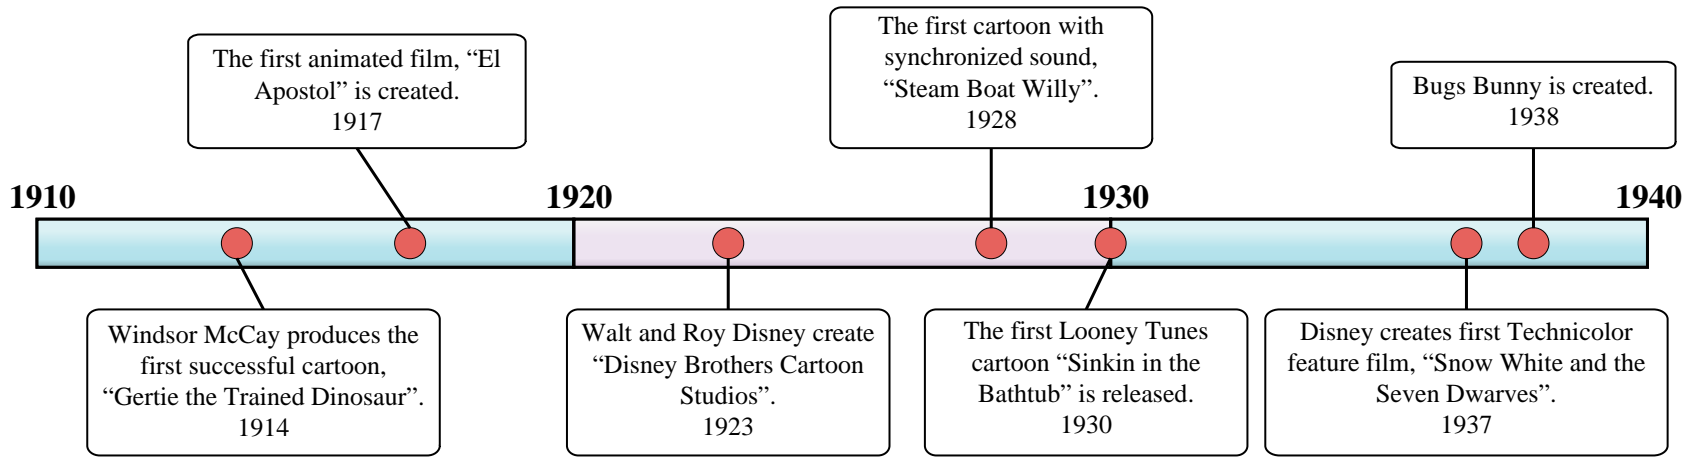 The first animated film, “El
Apostol” is created.
1917
The first cartoon with
synchronized sound,
“Steam Boat Willy”.
1928
Bugs Bunny is created.
1938
1910
1920
1930
1940
Windsor McCay produces the
first successful cartoon,
“Gertie the Trained Dinosaur”.
1914
Walt and Roy Disney create
“Disney Brothers Cartoon
Studios”.
1923
The first Looney Tunes
cartoon “Sinkin in the
Bathtub” is released.
1930
Disney creates first Technicolor
feature film, “Snow White and the
Seven Dwarves”.
1937